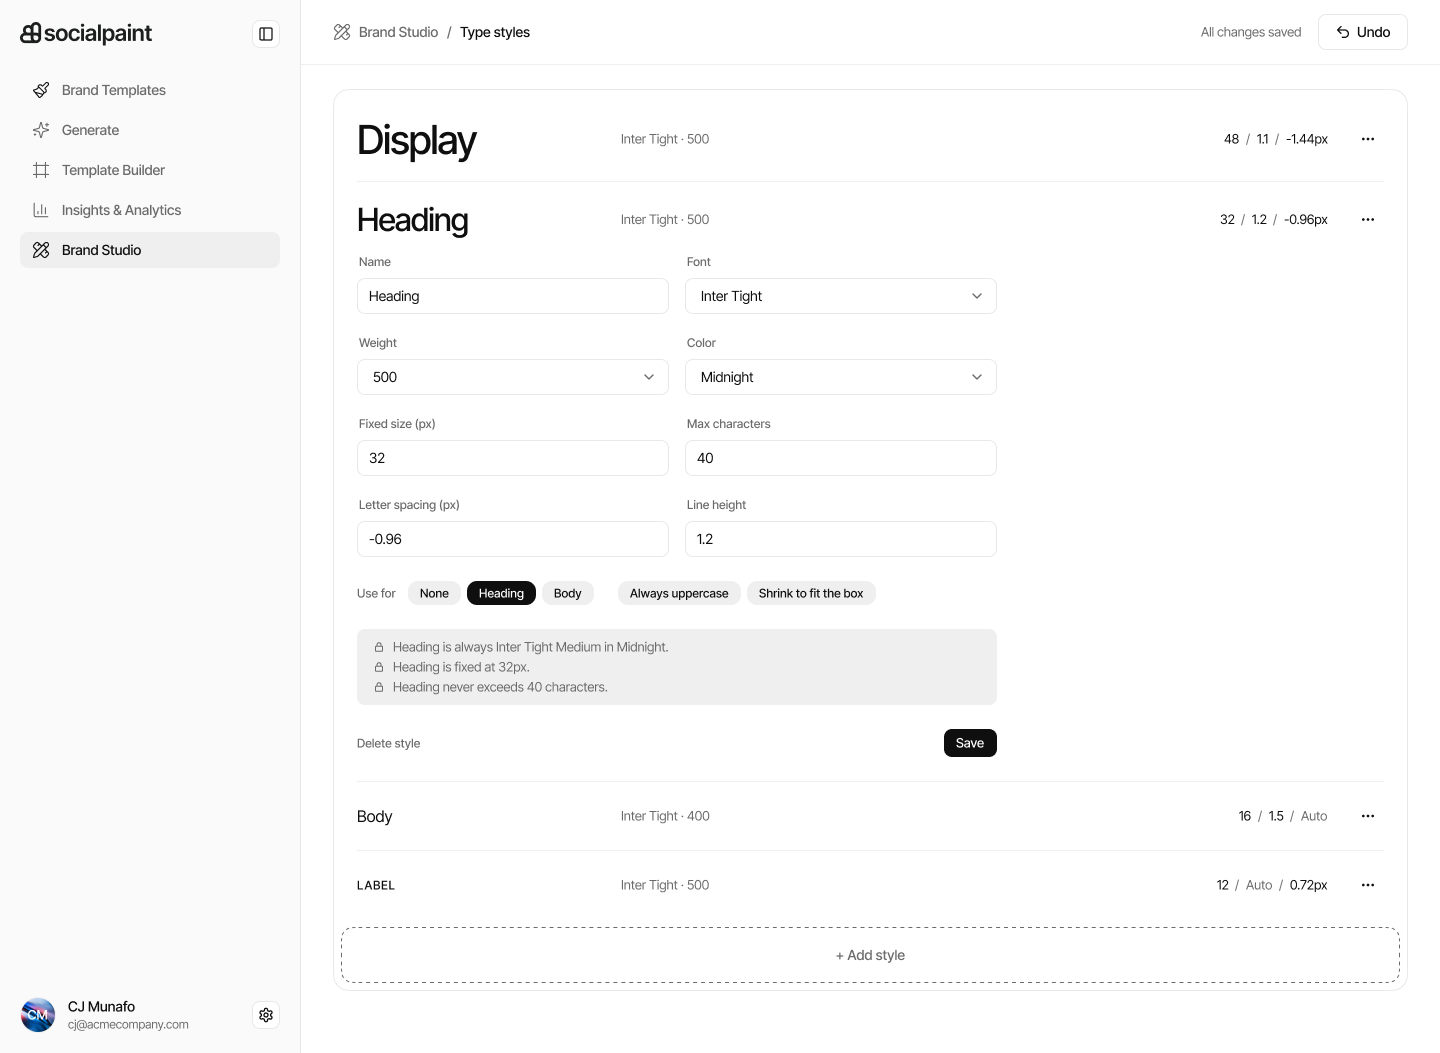 socialpaint
Brand Templates
Generate
Template Builder
Insights & Analytics
Brand Studio
CJ Munafo
cj@acmecompany.com
CM
Brand Studio / Type styles
All changes saved
Undo
Display
Inter Tight · 500
48 / 1.1 / -1.44px
Heading
Inter Tight · 500
32 / 1.2 / -0.96px
Name
Font
Heading
Inter Tight
Weight
Color
500
Midnight
Fixed size (px)
Max characters
32
40
Letter spacing (px)
Line height
-0.96
1.2
Use for None Heading Body Always uppercase Shrink to fit the box
Heading is always Inter Tight Medium in Midnight.
Heading is fixed at 32px.
Heading never exceeds 40 characters.
Delete style
Save
Body
Inter Tight · 400
16 / 1.5 / Auto
LABEL
Inter Tight · 500
12 / Auto / 0.72px
+ Add style